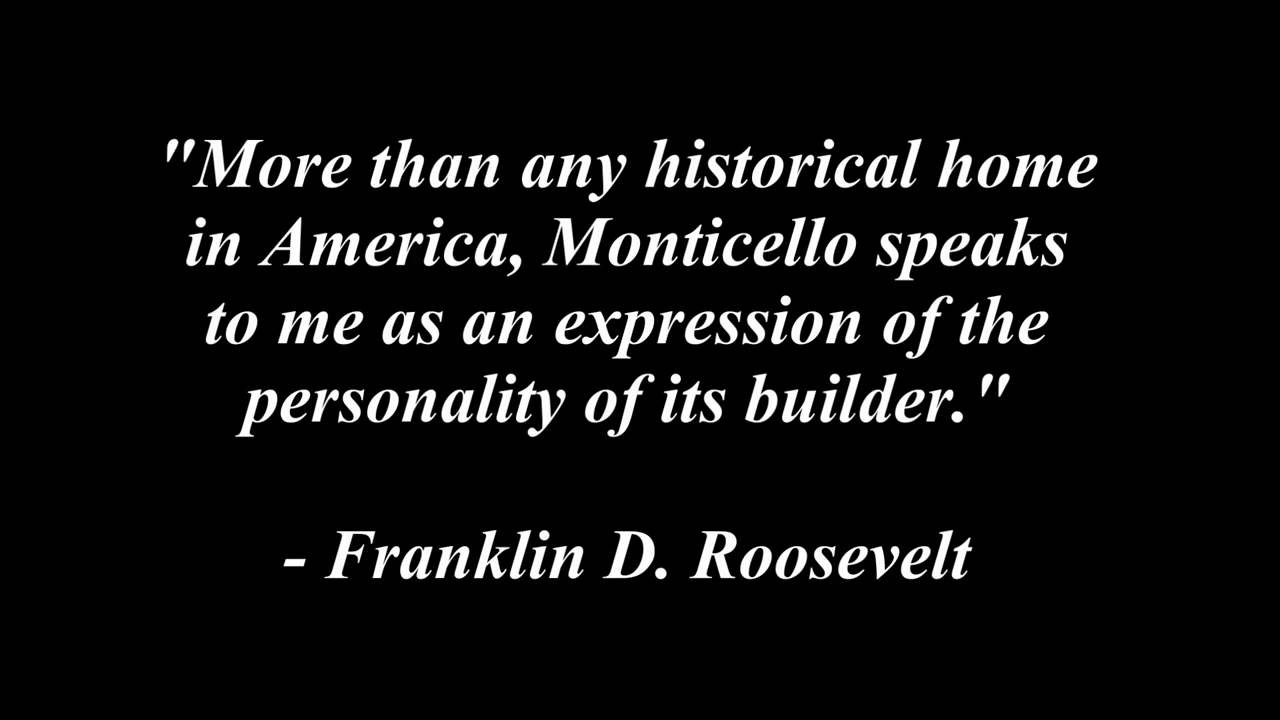 "More than any historical home
in America, Monticello speaks
to me as an expression of the
personality of its builder."
- Franklin D. Roosevelt